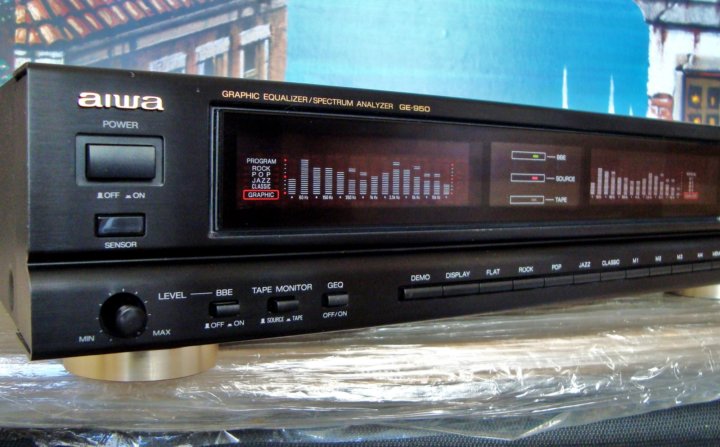 aiwa
GRAPHIC EQUALIZER/SPECTRUM ANALYZER GE-950
POWER
OFF ON
SENSOR
PROGRAM
ROCK
POP
JAZZ
CLASSIC
GRAPHIC
BBE
SOURCE
TAPE
LEVEL
BBE
OFF ON
TAPE MONITOR
SOURCE TAPE
GEQ
OFF/ON
MIN
MAX
DEMO
DISPLAY
FLAT
ROCK
POP
JAZZ
CLASSIC
M1
M2
M3
M4